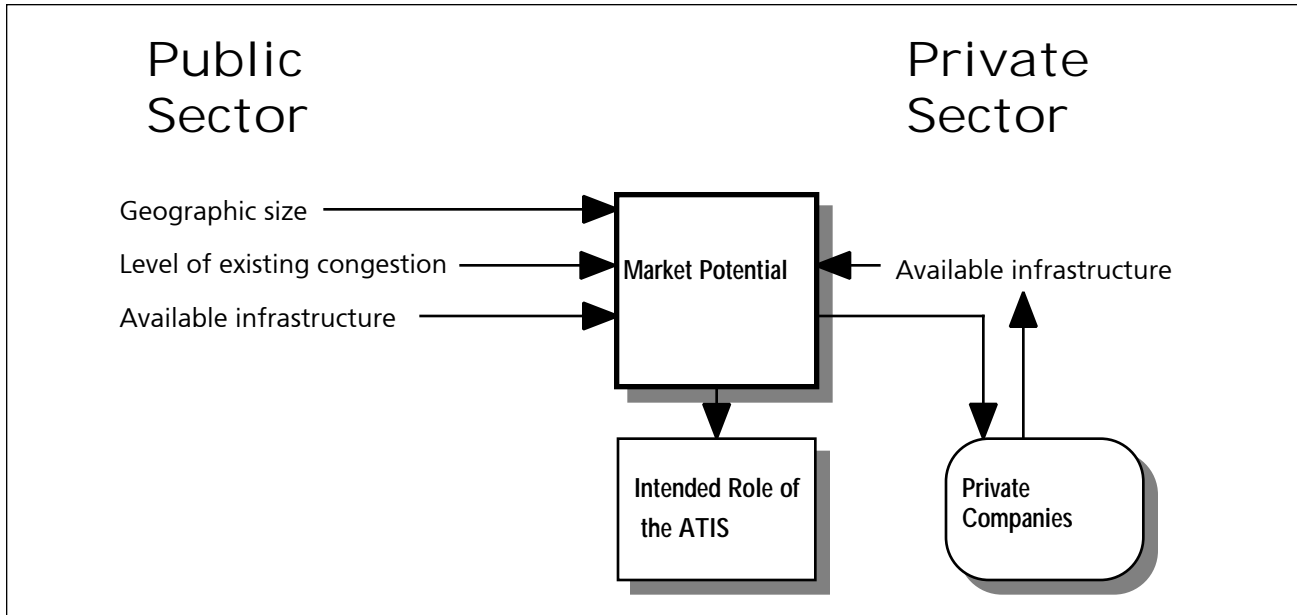 Public
Sector
Private
Sector
Geographic size
Level of existing congestion
Available infrastructure
Market Potential
Available infrastructure
Intended Role of
the ATIS
Private
Companies